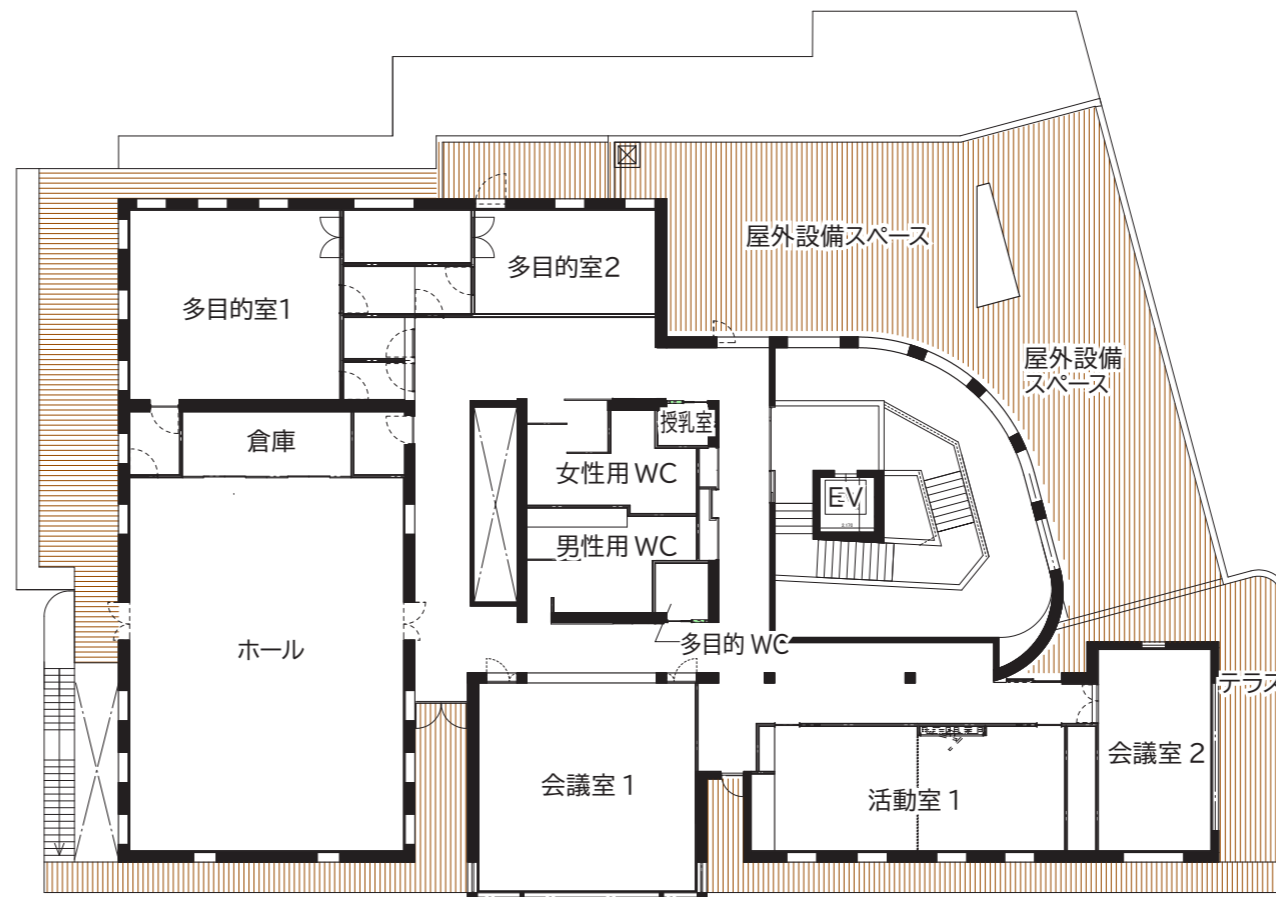 屋外設備スペース
多目的室2
多目的室1
屋外設備
スペース
授乳室
倉庫
女性用 WC
EV
男性用 WC
多目的 WC
ホール
テラス
会議室 2
会議室 1
活動室 1